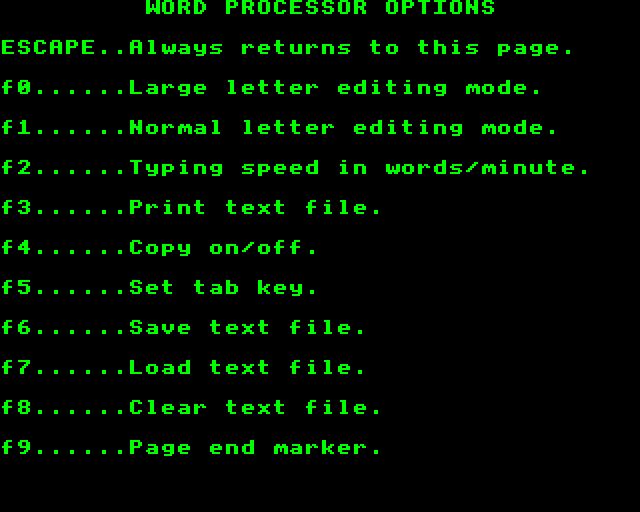 WORD PROCESSOR OPTIONS
ESCAPE..Always returns to this page.
f0......Large letter editing mode.
f1......Normal letter editing mode.
f2......Typing speed in words/minute.
f3......Print text file.
f4......Copy on/off.
f5......Set tab key.
f6......Save text file.
f7......Load text file.
f8......Clear text file.
f9......Page end marker.